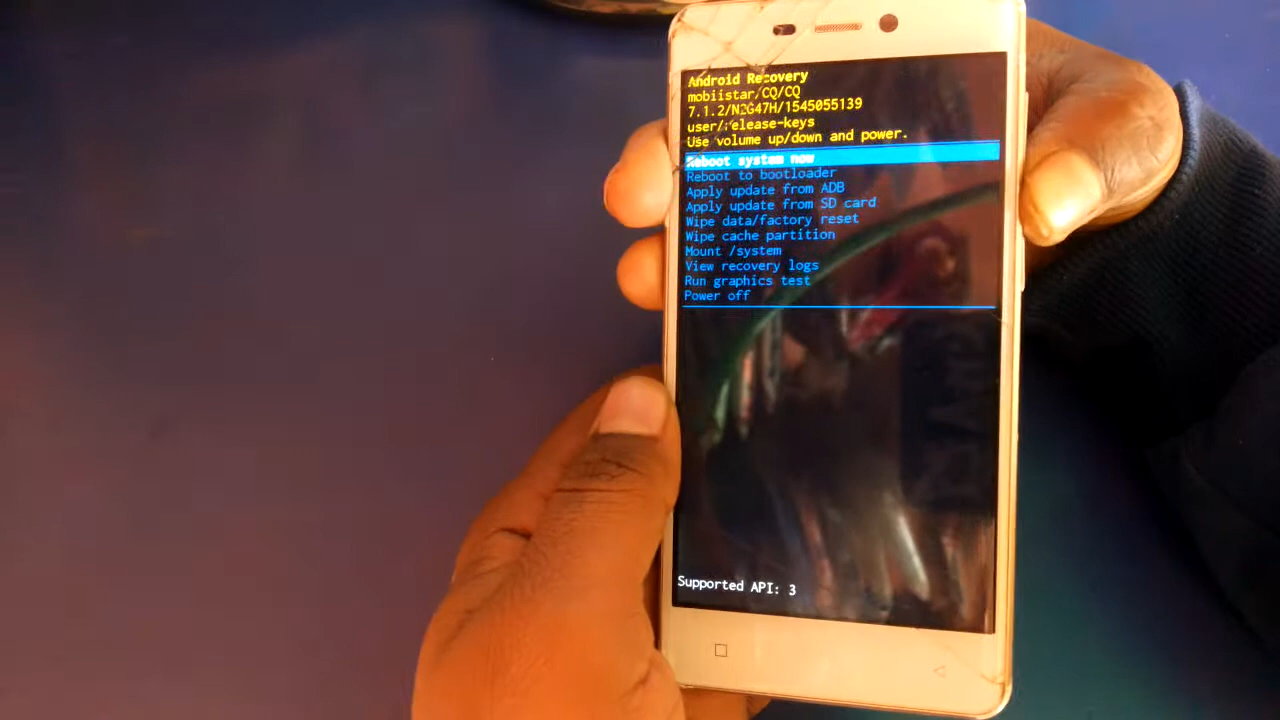 Android Recovery
mobiistar/CQ/CQ
7.1.2/N2G47H/1545055139
user/release-keys
Use volume up/down and power.
Reboot system now
Reboot to bootloader
Apply update from ADB
Apply update from SD card
Wipe data/factory reset
Wipe cache partition
Mount /system
View recovery logs
Run graphics test
Power off
Supported API: 3